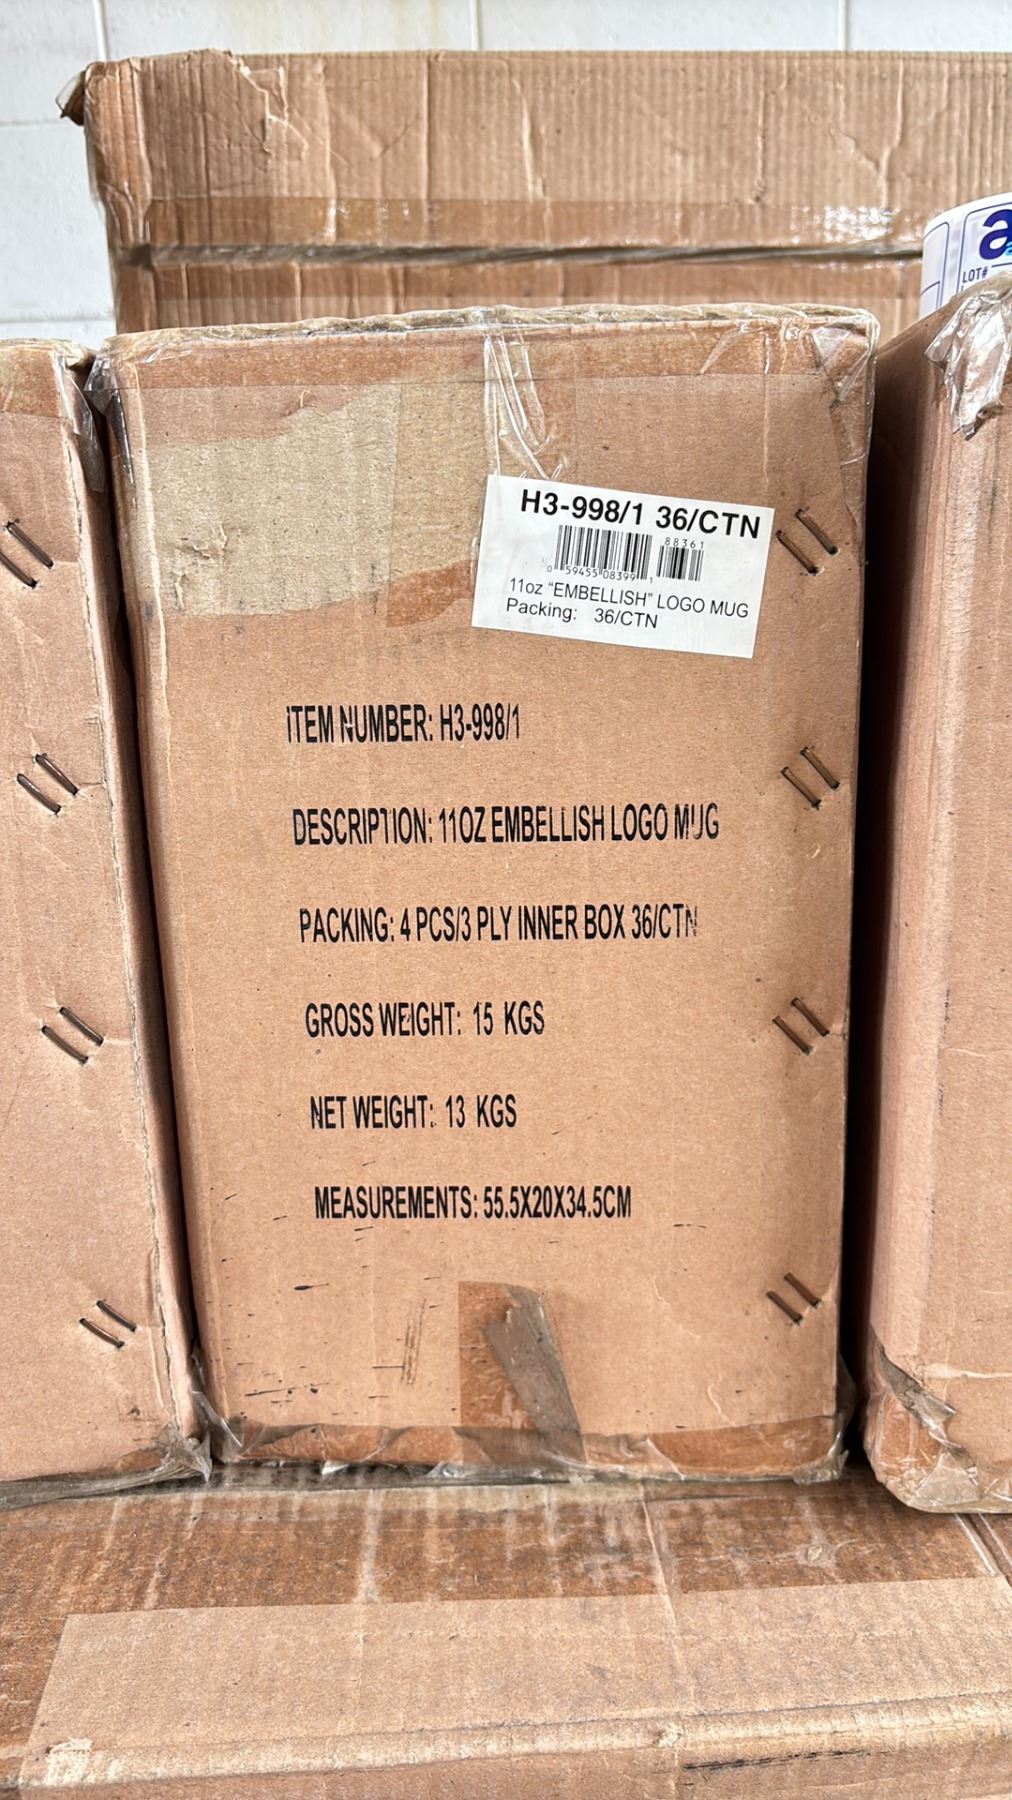 a
LOT#
H3-998/1 36/CTN
88361
0 59455 08399 1
11oz “EMBELLISH” LOGO MUG
Packing: 36/CTN
ITEM NUMBER: H3-998/1
DESCRIPTION: 11OZ EMBELLISH LOGO MUG
PACKING: 4 PCS/3 PLY INNER BOX 36/CTN
GROSS WEIGHT: 15 KGS
NET WEIGHT: 13 KGS
MEASUREMENTS: 55.5X20X34.5CM